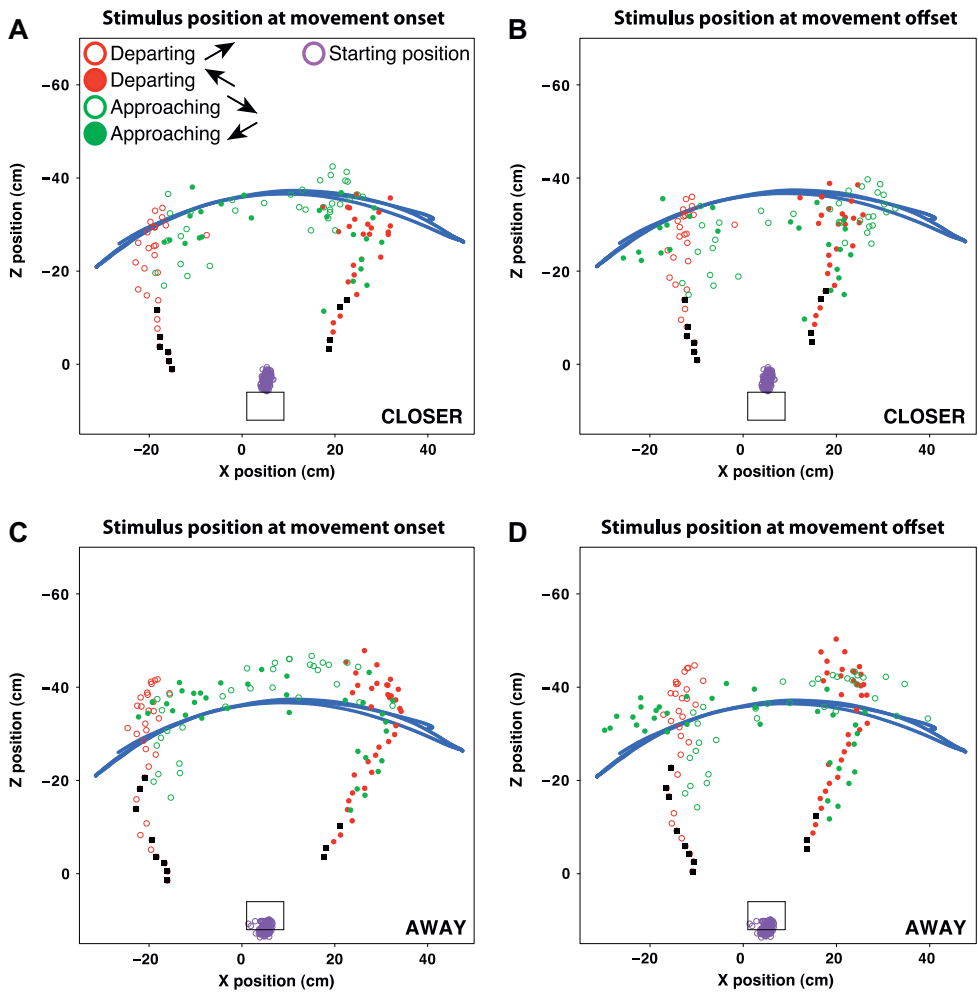 Stimulus position at movement onset
A
Departing
Departing
Approaching
Approaching
Starting position
−60
−40
−20
0
Z position (cm)
CLOSER
−20
0
20
40
X position (cm)
Stimulus position at movement offset
B
−60
−40
−20
0
Z position (cm)
CLOSER
−20
0
20
40
X position (cm)
Stimulus position at movement onset
C
−60
−40
−20
0
Z position (cm)
AWAY
−20
0
20
40
X position (cm)
Stimulus position at movement offset
D
−60
−40
−20
0
Z position (cm)
AWAY
−20
0
20
40
X position (cm)